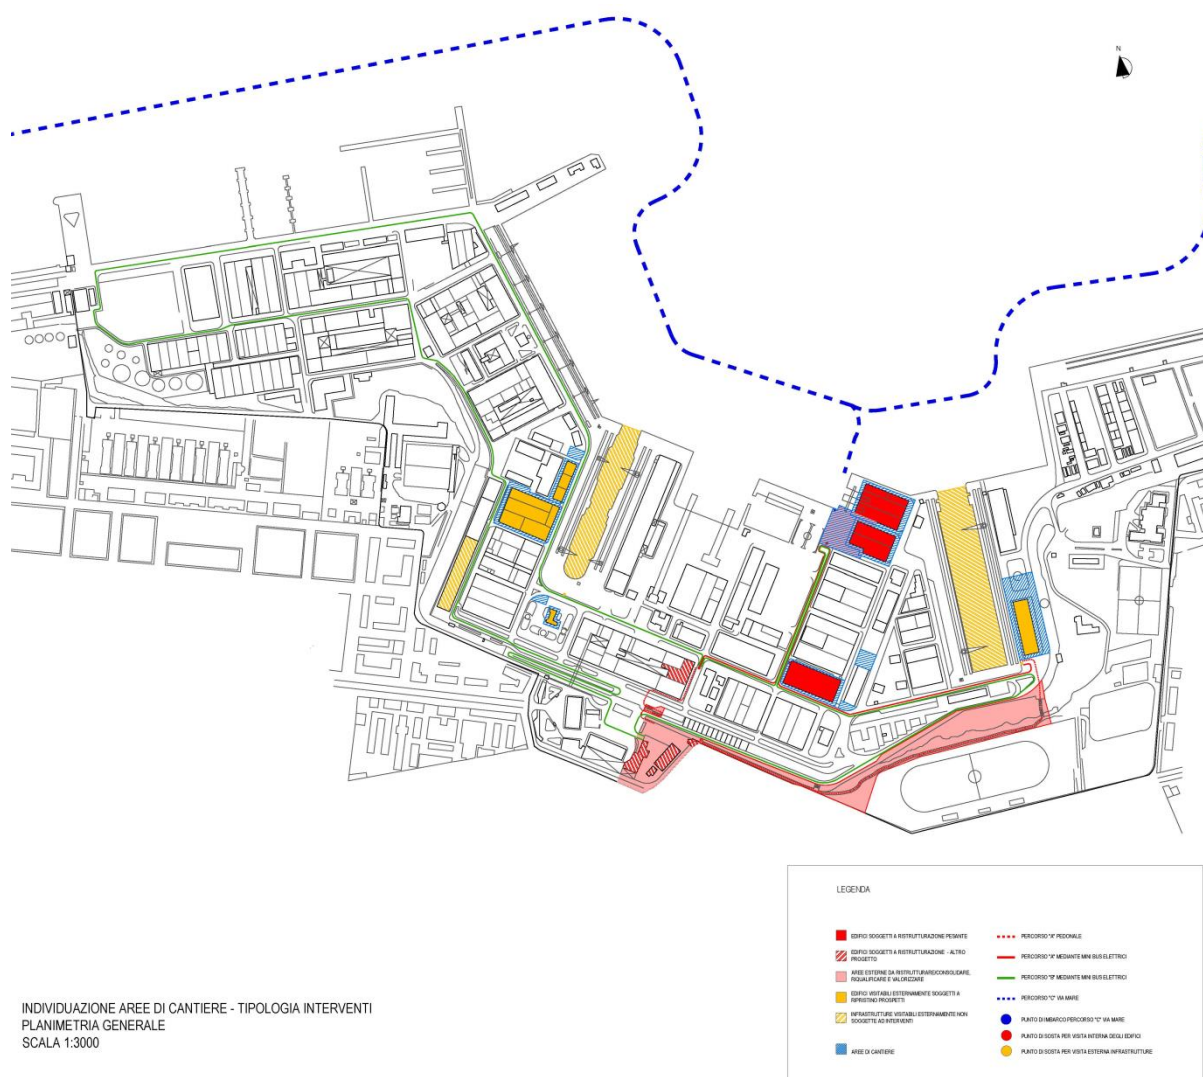 N
LEGENDA
EDIFICI SOGGETTI A RISTRUTTURAZIONE PESANTE
EDIFICI SOGGETTI A RISTRUTTURAZIONE - ALTRO
PROGETTO
AREE ESTERNE DA RISTRUTTURARE/CONSOLIDARE,
RIQUALIFICARE E VALORIZZARE
EDIFICI VISITABILI ESTERNAMENTE SOGGETTI A
RIPRISTINO PROSPETTI
INFRASTRUTTURE VISITABILI ESTERNAMENTE NON
SOGGETTE AD INTERVENTI
AREE DI CANTIERE
PERCORSO "A" PEDONALE
PERCORSO "A" MEDIANTE MINI BUS ELETTRICI
PERCORSO "B" MEDIANTE MINI BUS ELETTRICI
PERCORSO "C" VIA MARE
PUNTO DI IMBARCO PERCORSO "C" VIA MARE
PUNTO DI SOSTA PER VISITA INTERNA DEGLI EDIFICI
PUNTO DI SOSTA PER VISITA ESTERNA INFRASTRUTTURE
INDIVIDUAZIONE AREE DI CANTIERE - TIPOLOGIA INTERVENTI
PLANIMETRIA GENERALE
SCALA 1:3000